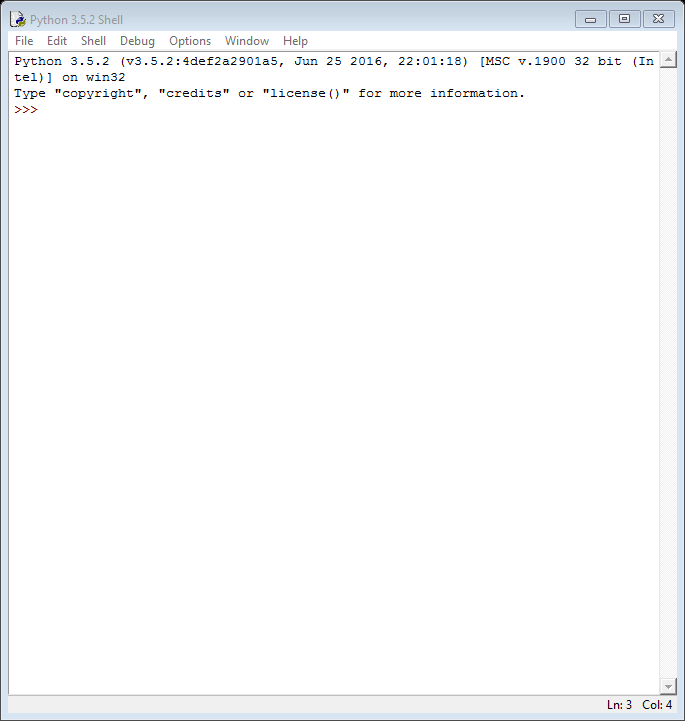 Python 3.5.2 Shell
File Edit Shell Debug Options Window Help
Python 3.5.2 (v3.5.2:4def2a2901a5, Jun 25 2016, 22:01:18) [MSC v.1900 32 bit (In
tel)] on win32
Type "copyright", "credits" or "license()" for more information.
>>>
Ln: 3 Col: 4